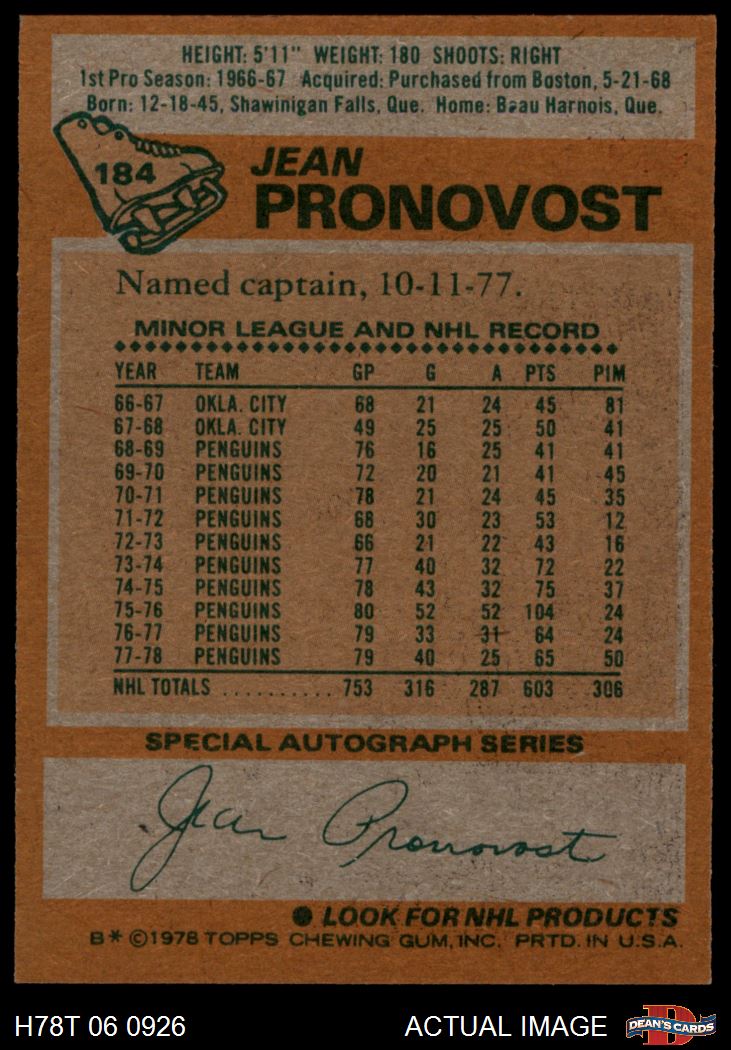 HEIGHT: 5'11" WEIGHT: 180 SHOOTS: RIGHT
1st Pro Season: 1966-67 Acquired: Purchased from Boston, 5-21-68
Born: 12-18-45, Shawinigan Falls, Que. Home: Beau Harnois, Que.
184
JEAN
PRONOVOST
Named captain, 10-11-77.
MINOR LEAGUE AND NHL RECORD
YEAR TEAM GP G A PTS PIM
66-67 OKLA. CITY 68 21 24 45 81
67-68 OKLA. CITY 49 25 25 50 41
68-69 PENGUINS 76 16 25 41 41
69-70 PENGUINS 72 20 21 41 45
70-71 PENGUINS 78 21 24 45 35
71-72 PENGUINS 68 30 23 53 12
72-73 PENGUINS 66 21 22 43 16
73-74 PENGUINS 77 40 32 72 22
74-75 PENGUINS 78 43 32 75 37
75-76 PENGUINS 80 52 52 104 24
76-77 PENGUINS 79 33 31 64 24
77-78 PENGUINS 79 40 25 65 50
NHL TOTALS .......... 753 316 287 603 306
SPECIAL AUTOGRAPH SERIES
Jean Pronovost
● LOOK FOR NHL PRODUCTS
B* ©1978 TOPPS CHEWING GUM, INC. PRTD. IN U.S.A.
H78T 06 0926 ACTUAL IMAGE D DEAN'S CARDS